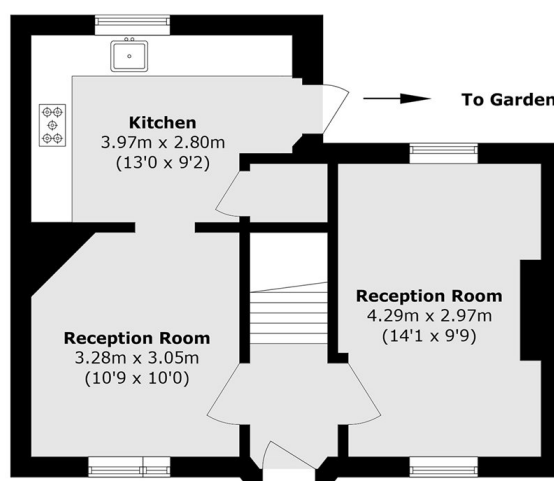 Kitchen
3.97m x 2.80m
(13'0 x 9'2)
To Garden
Reception Room
4.29m x 2.97m
(14'1 x 9'9)
Reception Room
3.28m x 3.05m
(10'9 x 10'0)